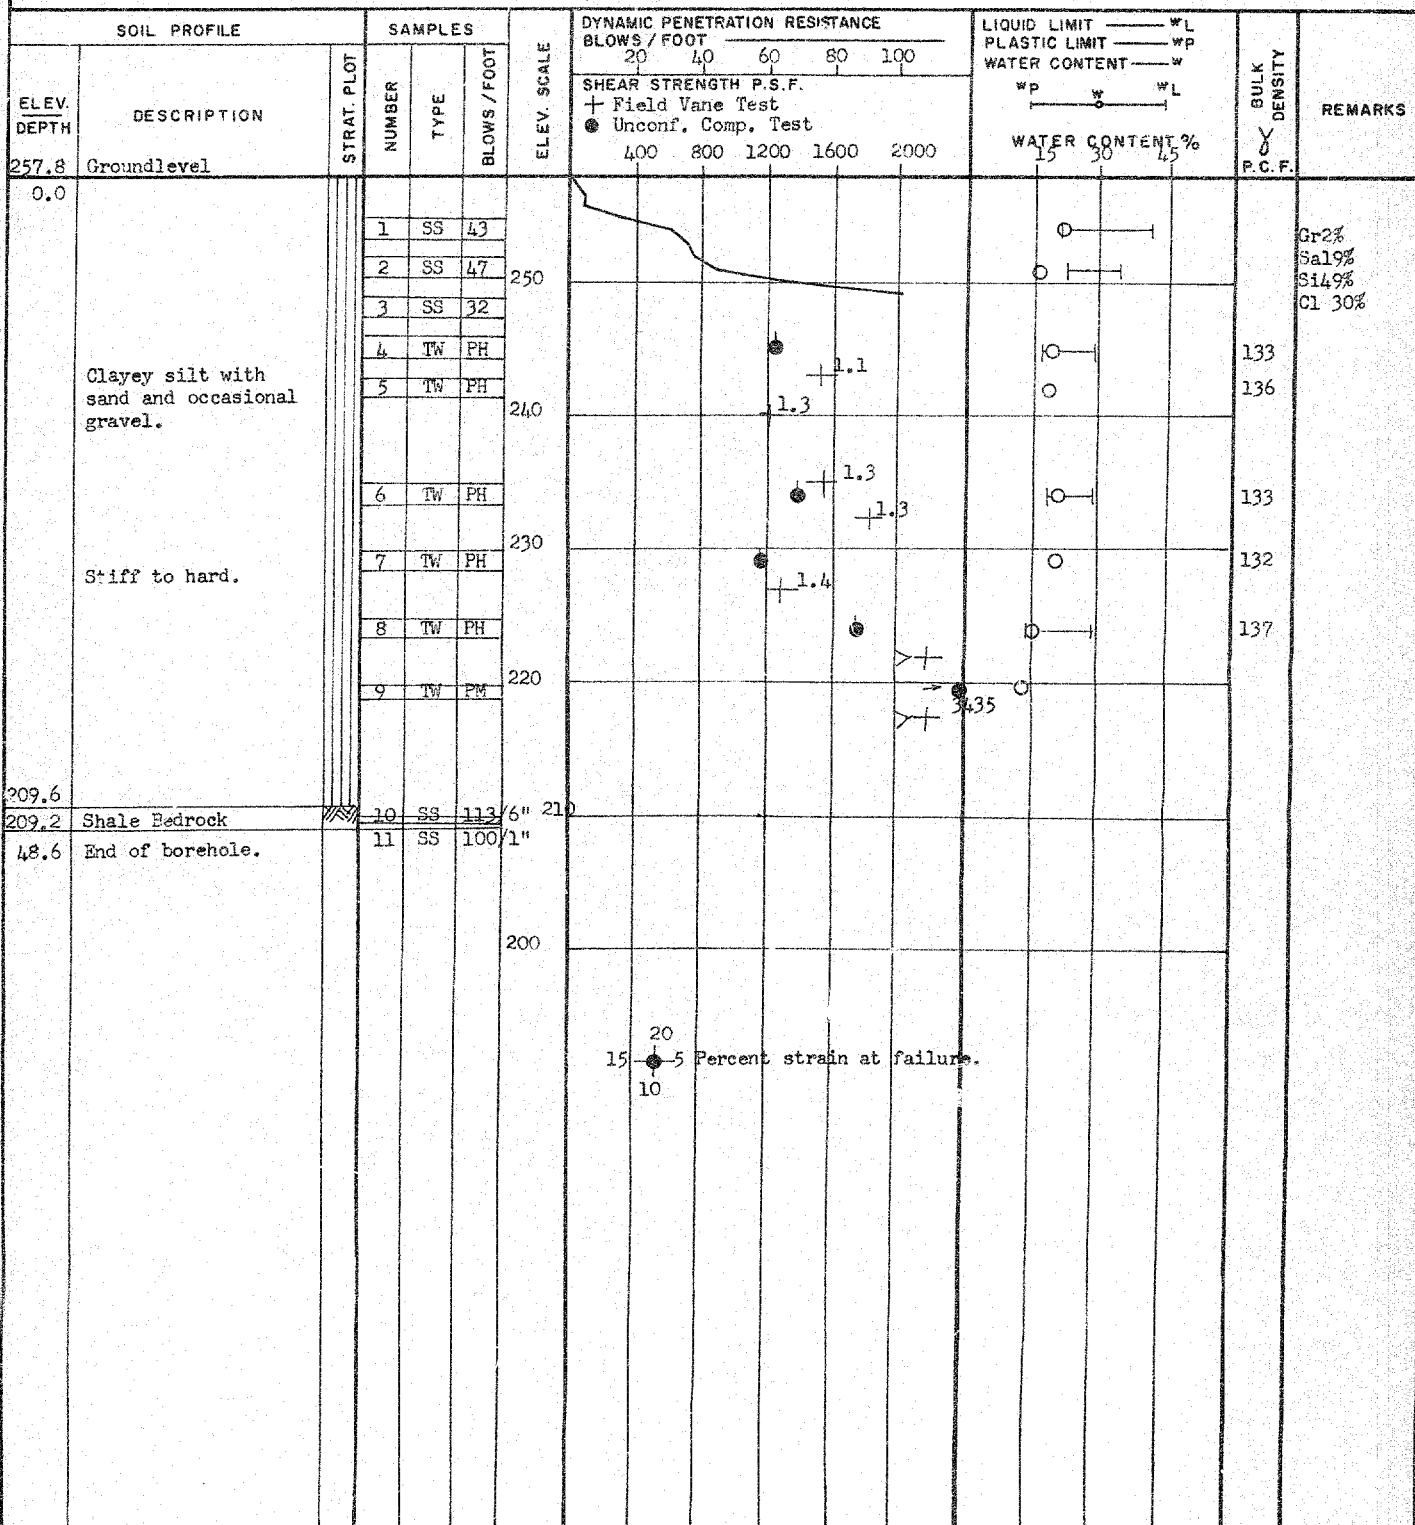 SOIL PROFILE
SAMPLES
ELEV. SCALE
DYNAMIC PENETRATION RESISTANCE
BLOWS / FOOT
20 40 60 80 100
SHEAR STRENGTH P.S.F.
+ Field Vane Test
● Unconf. Comp. Test
400 800 1200 1600 2000
LIQUID LIMIT wL
PLASTIC LIMIT wP
WATER CONTENT w
wP w wL
WATER CONTENT %
15 30 45
BULK DENSITY
γ
P.C.F.
REMARKS
ELEV.
DEPTH
DESCRIPTION
STRAT. PLOT
NUMBER
TYPE
BLOWS / FOOT
257.8 Groundlevel
0.0
1 SS 43
Gr2%
Sa19%
Si49%
Cl 30%
2 SS 47
250
3 SS 32
4 TW PH
133
1.1
Clayey silt with
sand and occasional
gravel.
5 TW PH
136
240
1.3
1.3
6 TW PH
133
1.3
230
7 TW PH
132
Stiff to hard.
1.4
8 TW PH
137
220
9 TW PM
3435
209.6
209.2 Shale Bedrock
10 SS 113/6"
210
11 SS 100/1"
48.6 End of borehole.
200
20
15 5 Percent strain at failure.
10